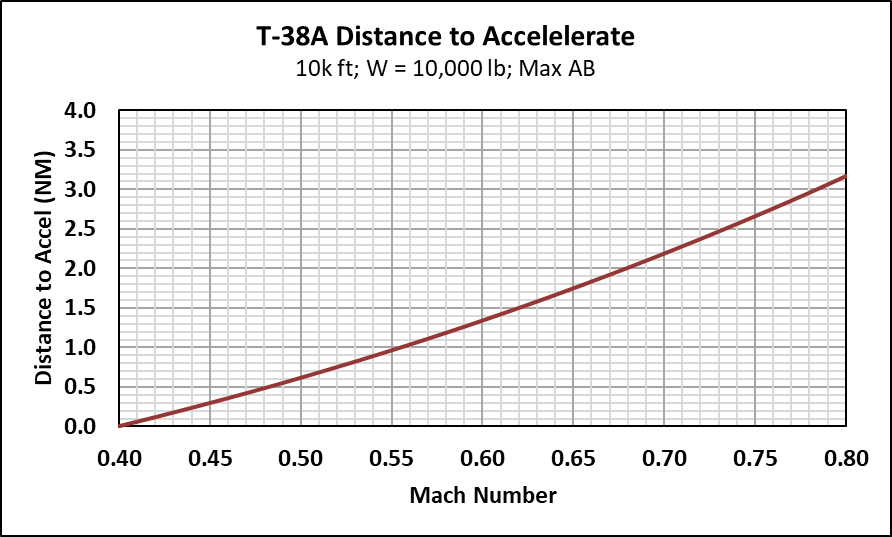 T-38A Distance to Accelelerate
10k ft; W = 10,000 lb; Max AB
Distance to Accel (NM)
4.0
3.5
3.0
2.5
2.0
1.5
1.0
0.5
0.0
0.40 0.45 0.50 0.55 0.60 0.65 0.70 0.75 0.80
Mach Number